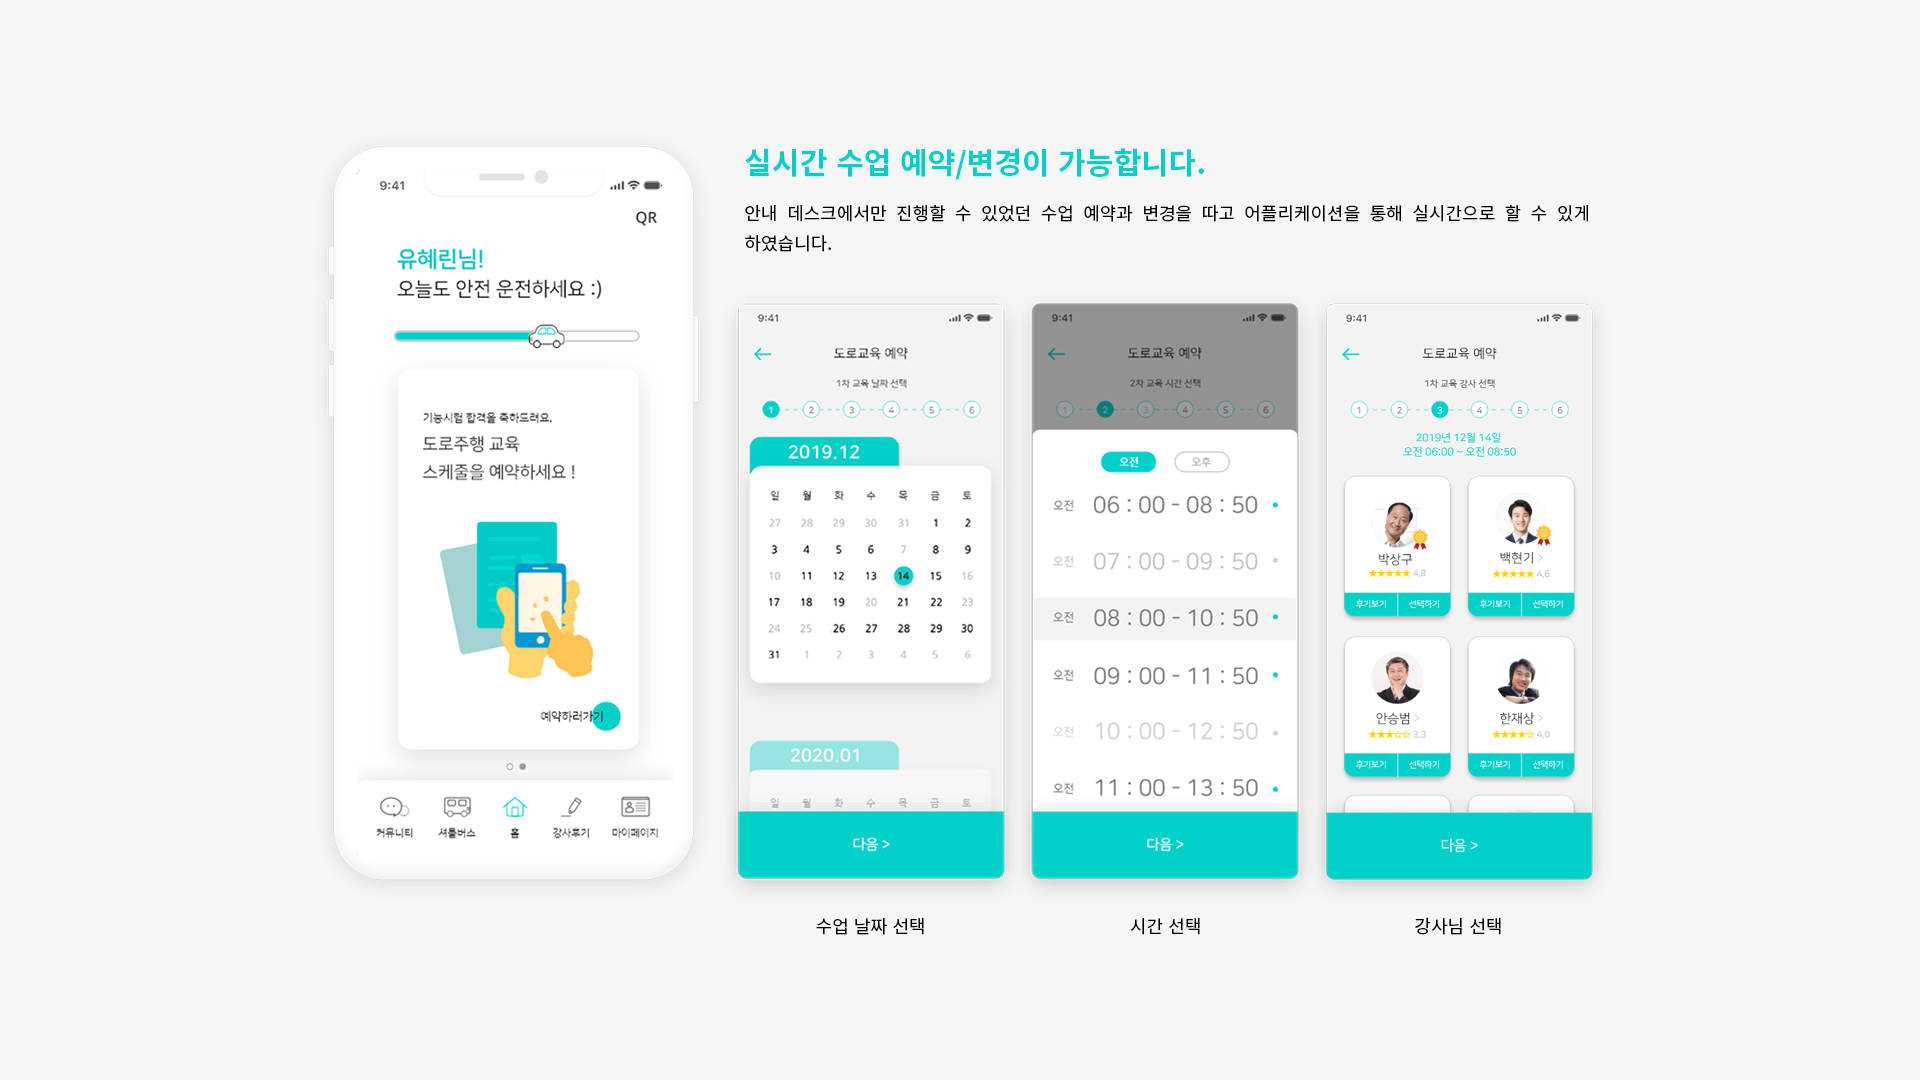 실시간 수업 예약/변경이 가능합니다.
안내 데스크에서만 진행할 수 있었던 수업 예약과 변경을 따고 어플리케이션을 통해 실시간으로 할 수 있게
하였습니다.
9:41
QR
유혜린님!
오늘도 안전 운전하세요 :)
기능시험 합격을 축하드려요.
도로주행 교육
스케줄을 예약하세요 !
예약하러가기
커뮤니티 셔틀버스 홈 강사후기 마이페이지
9:41
도로교육 예약
1차 교육 날짜 선택
1 2 3 4 5 6
2019.12
일 월 화 수 목 금 토
27 28 29 30 31 1 2
3 4 5 6 7 8 9
10 11 12 13 14 15 16
17 18 19 20 21 22 23
24 25 26 27 28 29 30
31 1 2 3 4 5 6
2020.01
일 월 화 수 목 금 토
다음 >
수업 날짜 선택
9:41
도로교육 예약
2차 교육 시간 선택
1 2 3 4 5 6
오전 오후
오전 06 : 00 - 08 : 50
오전 07 : 00 - 09 : 50
오전 08 : 00 - 10 : 50
오전 09 : 00 - 11 : 50
오전 10 : 00 - 12 : 50
오전 11 : 00 - 13 : 50
다음 >
시간 선택
9:41
도로교육 예약
1차 교육 강사 선택
1 2 3 4 5 6
2019년 12월 14일
오전 06:00 ~ 오전 08:50
박상구
★★★★★ 4.8
후기보기 선택하기
백현기 >
★★★★★ 4.6
후기보기 선택하기
안승범 >
★★★☆☆ 3.3
후기보기 선택하기
한재상 >
★★★★☆ 4.0
후기보기 선택하기
다음 >
강사님 선택